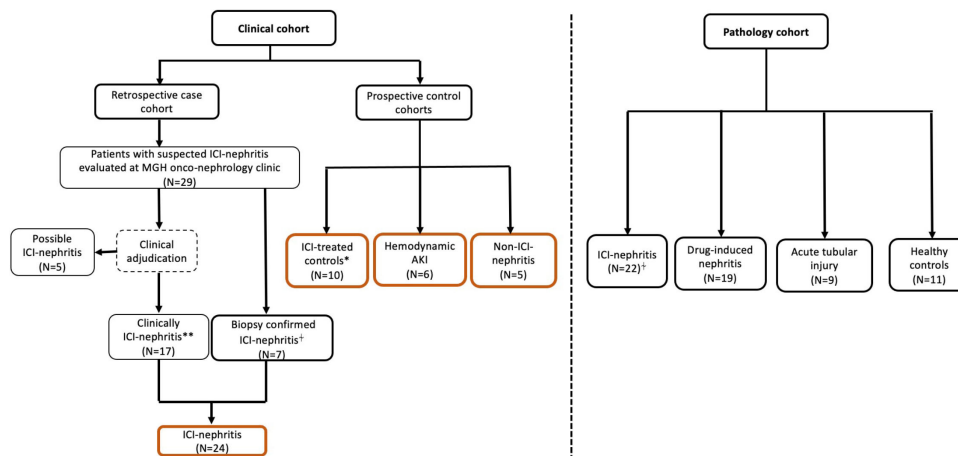 Clinical cohort
Retrospective case
cohort
Prospective control
cohorts
Patients with suspected ICI-nephritis
evaluated at MGH onco-nephrology clinic
(N=29)
Possible
ICI-nephritis
(N=5)
Clinical
adjudication
ICI-treated
controls*
(N=10)
Hemodynamic
AKI
(N=6)
Non-ICI-
nephritis
(N=5)
Clinically
ICI-nephritis**
(N=17)
Biopsy confirmed
ICI-nephritis†
(N=7)
ICI-nephritis
(N=24)
Pathology cohort
ICI-nephritis
(N=22)†
Drug-induced
nephritis
(N=19)
Acute tubular
injury
(N=9)
Healthy
controls
(N=11)